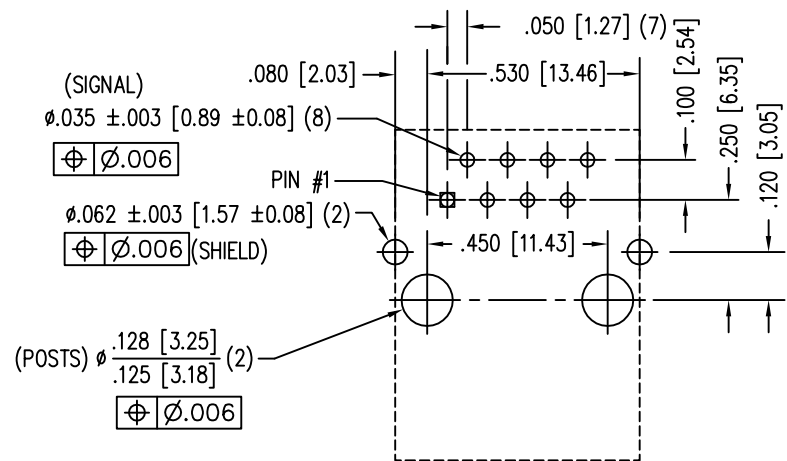 .050 [1.27] (7)
.080 [2.03]
.530 [13.46]
.100 [2.54]
.250 [6.35]
.120 [3.05]
(SIGNAL)
ø.035 ±.003 [0.89 ±0.08] (8)
⌖ Ø.006
PIN #1
ø.062 ±.003 [1.57 ±0.08] (2)
⌖ Ø.006 (SHIELD)
.450 [11.43]
.128 [3.25]
(POSTS) ø (2)
.125 [3.18]
⌖ Ø.006